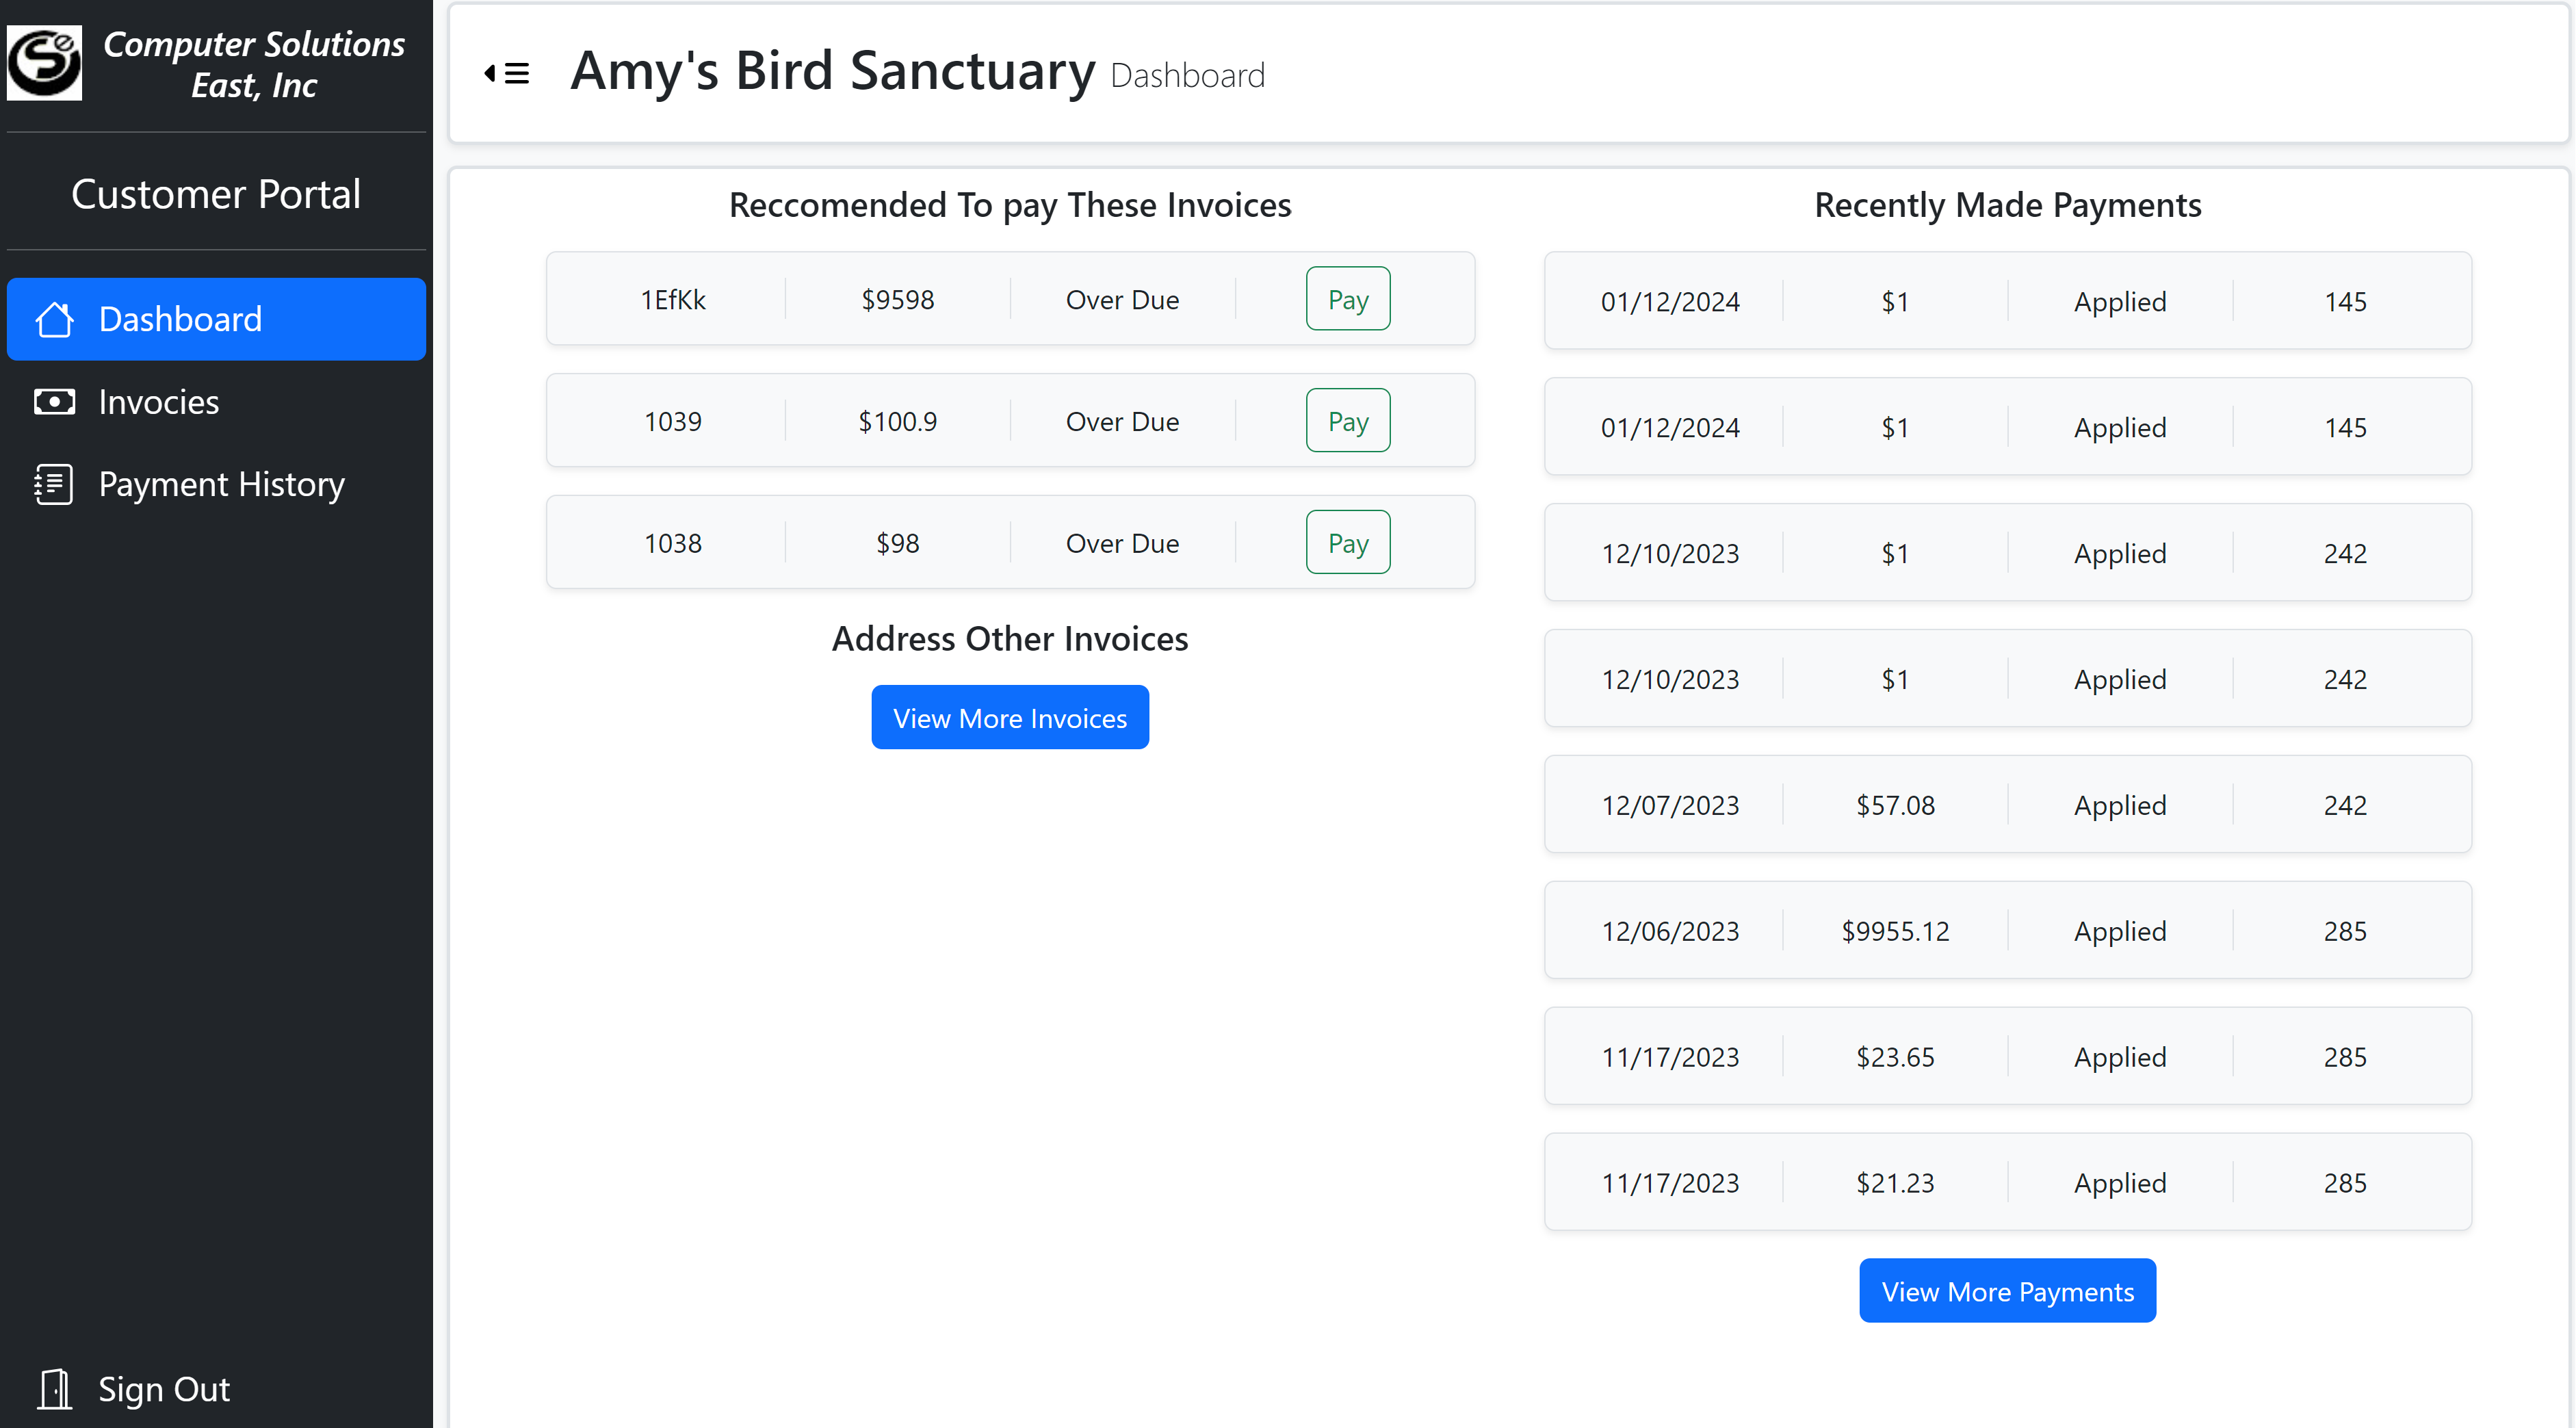 Computer Solutions
East, Inc
Customer Portal
Dashboard
Invocies
Payment History
Sign Out
Amy's Bird Sanctuary Dashboard
Reccomended To pay These Invoices
1EfKk $9598 Over Due Pay
1039 $100.9 Over Due Pay
1038 $98 Over Due Pay
Address Other Invoices
View More Invoices
Recently Made Payments
01/12/2024 $1 Applied 145
01/12/2024 $1 Applied 145
12/10/2023 $1 Applied 242
12/10/2023 $1 Applied 242
12/07/2023 $57.08 Applied 242
12/06/2023 $9955.12 Applied 285
11/17/2023 $23.65 Applied 285
11/17/2023 $21.23 Applied 285
View More Payments